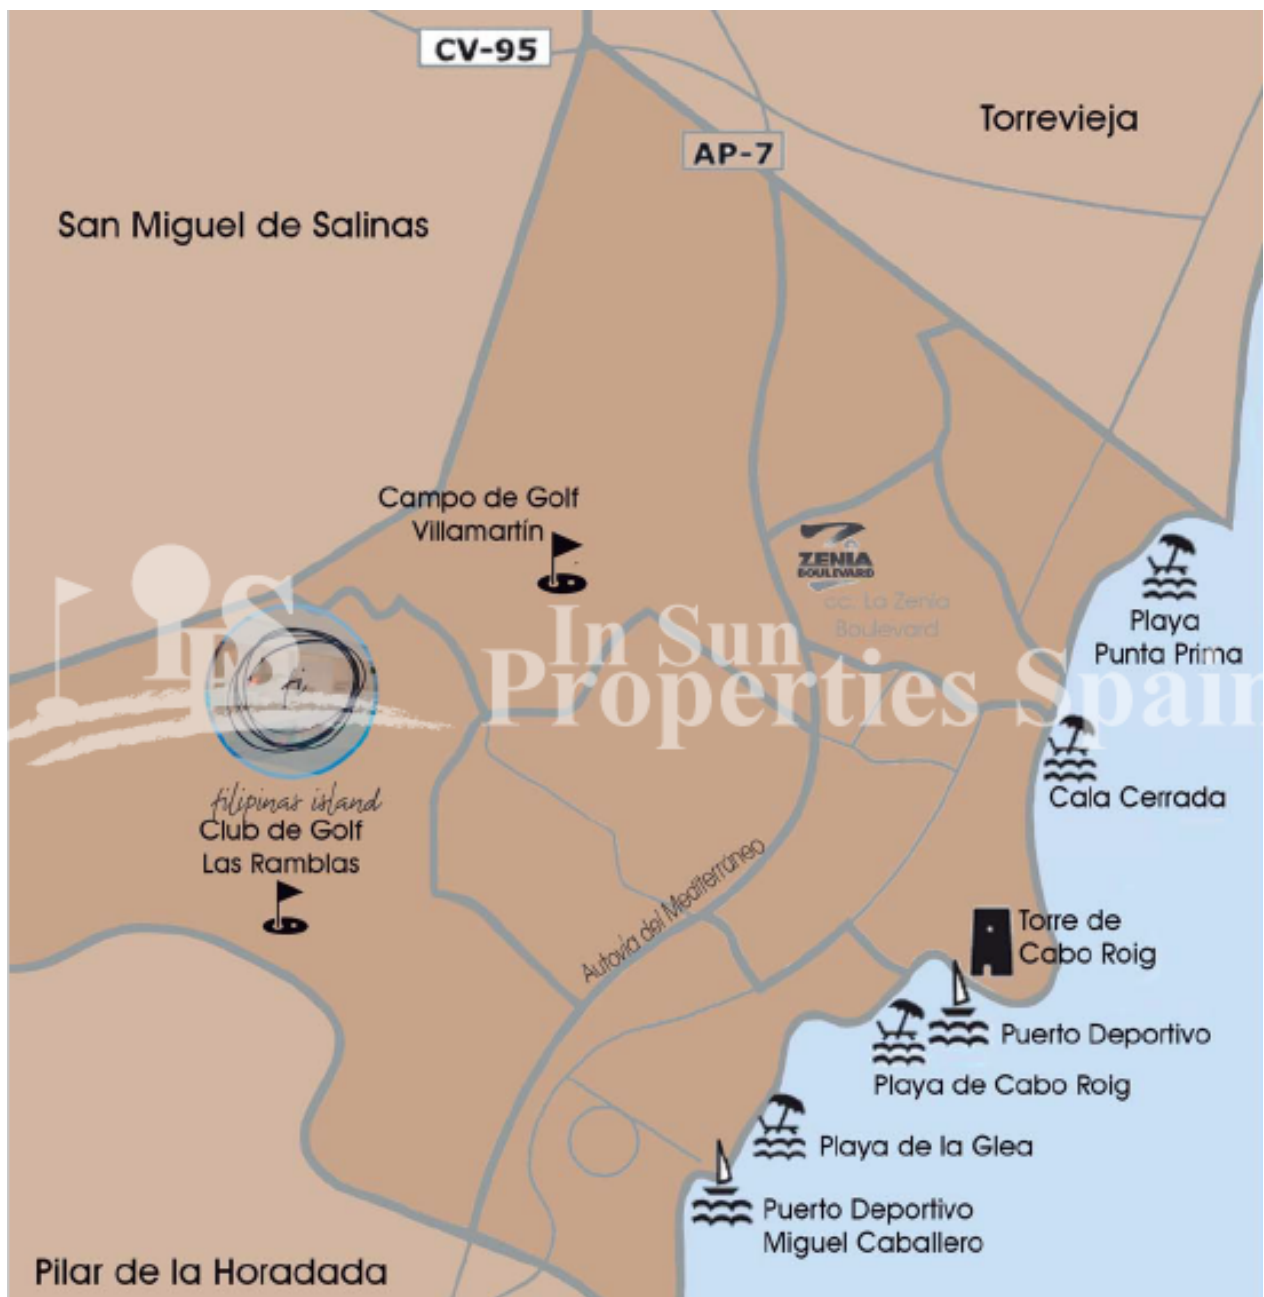 CV-95
Torrevieja
AP-7
San Miguel de Salinas
Campo de Golf
Villamartín
ZENIA
BOULEVARD
cc. La Zenia
Boulevard
Playa
Punta Prima
IPS
In Sun
Properties Spain
filipinas island
Club de Golf
Las Ramblas
Cala Cerrada
Autovía del Mediterráneo
Torre de
Cabo Roig
Puerto Deportivo
Playa de Cabo Roig
Playa de la Glea
Puerto Deportivo
Miguel Caballero
Pilar de la Horadada